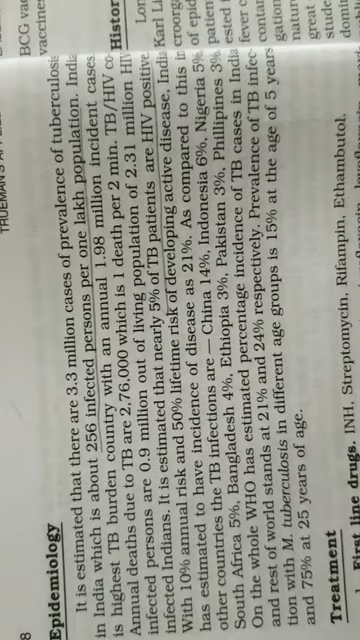 8
TRUEMAN'S
BCG vac
vaccines
Epidemiology
It is estimated that there are 3.3 million cases of prevalence of tuberculosis
in India which is about 256 infected persons per one lakh population. India
is highest TB burden country with an annual 1.98 million incident cases.
Annual deaths due to TB are 2,76,000 which is 1 death per 2 min. TB/HIV co-
infected persons are 0.9 million out of living population of 2.31 million HIV
infected Indians. It is estimated that nearly 5% of TB patients are HIV positive.
With 10% annual risk and 50% lifetime risk of developing active disease, India
has estimated to have incidence of disease as 21%. As compared to this in
other countries the TB infections are — China 14%, Indonesia 6%, Nigeria 5%
South Africa 5%, Bangladesh 4%, Ethiopia 3%, Pakistan 3%, Phillipines 3%
On the whole WHO has estimated percentage incidence of TB cases in India
and rest of world stands at 21% and 24% respectively. Prevalence of TB infec-
tion with M. tuberculosis in different age groups is 15% at the age of 5 years
and 75% at 25 years of age.
Treatment
First line drugs. INH, Streptomycin, Rifampin, Ethambutol.
Histor
Lon
Karl L
croorga
of epid
patien
ested i
fever c
contar
gation
natur
great
stude
domin